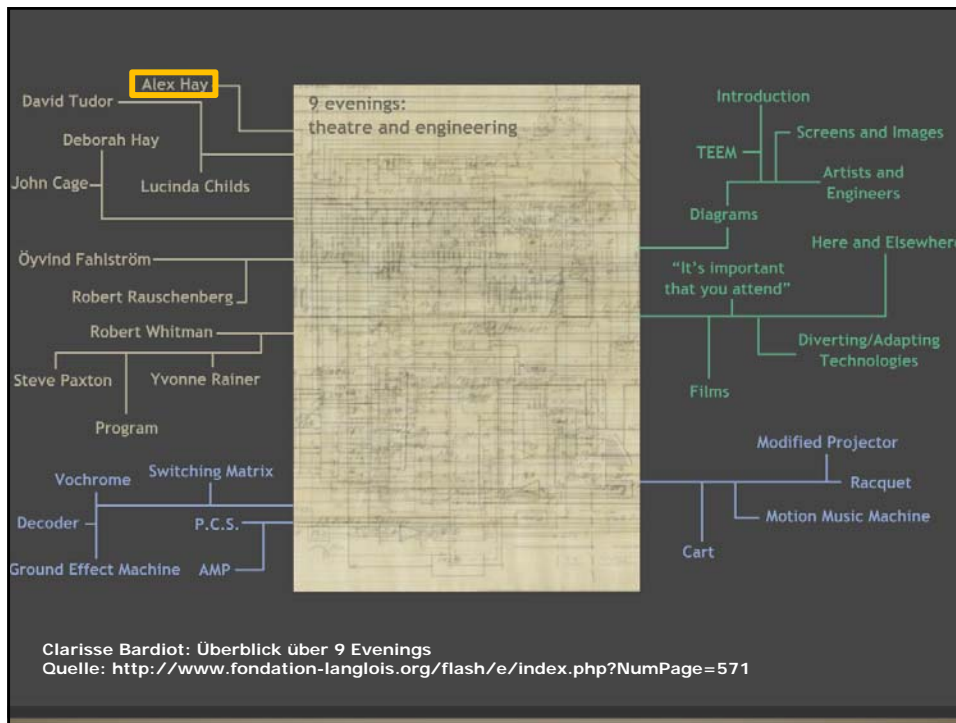 Alex Hay
David Tudor
Deborah Hay
John Cage
Lucinda Childs
Öyvind Fahlström
Robert Rauschenberg
Robert Whitman
Steve Paxton
Yvonne Rainer
Program
Vochrome
Switching Matrix
Decoder
P.C.S.
Ground Effect Machine
AMP
9 evenings:
theatre and engineering
Introduction
Screens and Images
TEEM
Artists and
Engineers
Diagrams
Here and Elsewhere
“It's important
that you attend”
Diverting/Adapting
Technologies
Films
Modified Projector
Racquet
Motion Music Machine
Cart
Clarisse Bardiot: Überblick über 9 Evenings
Quelle: http://www.fondation-langlois.org/flash/e/index.php?NumPage=571